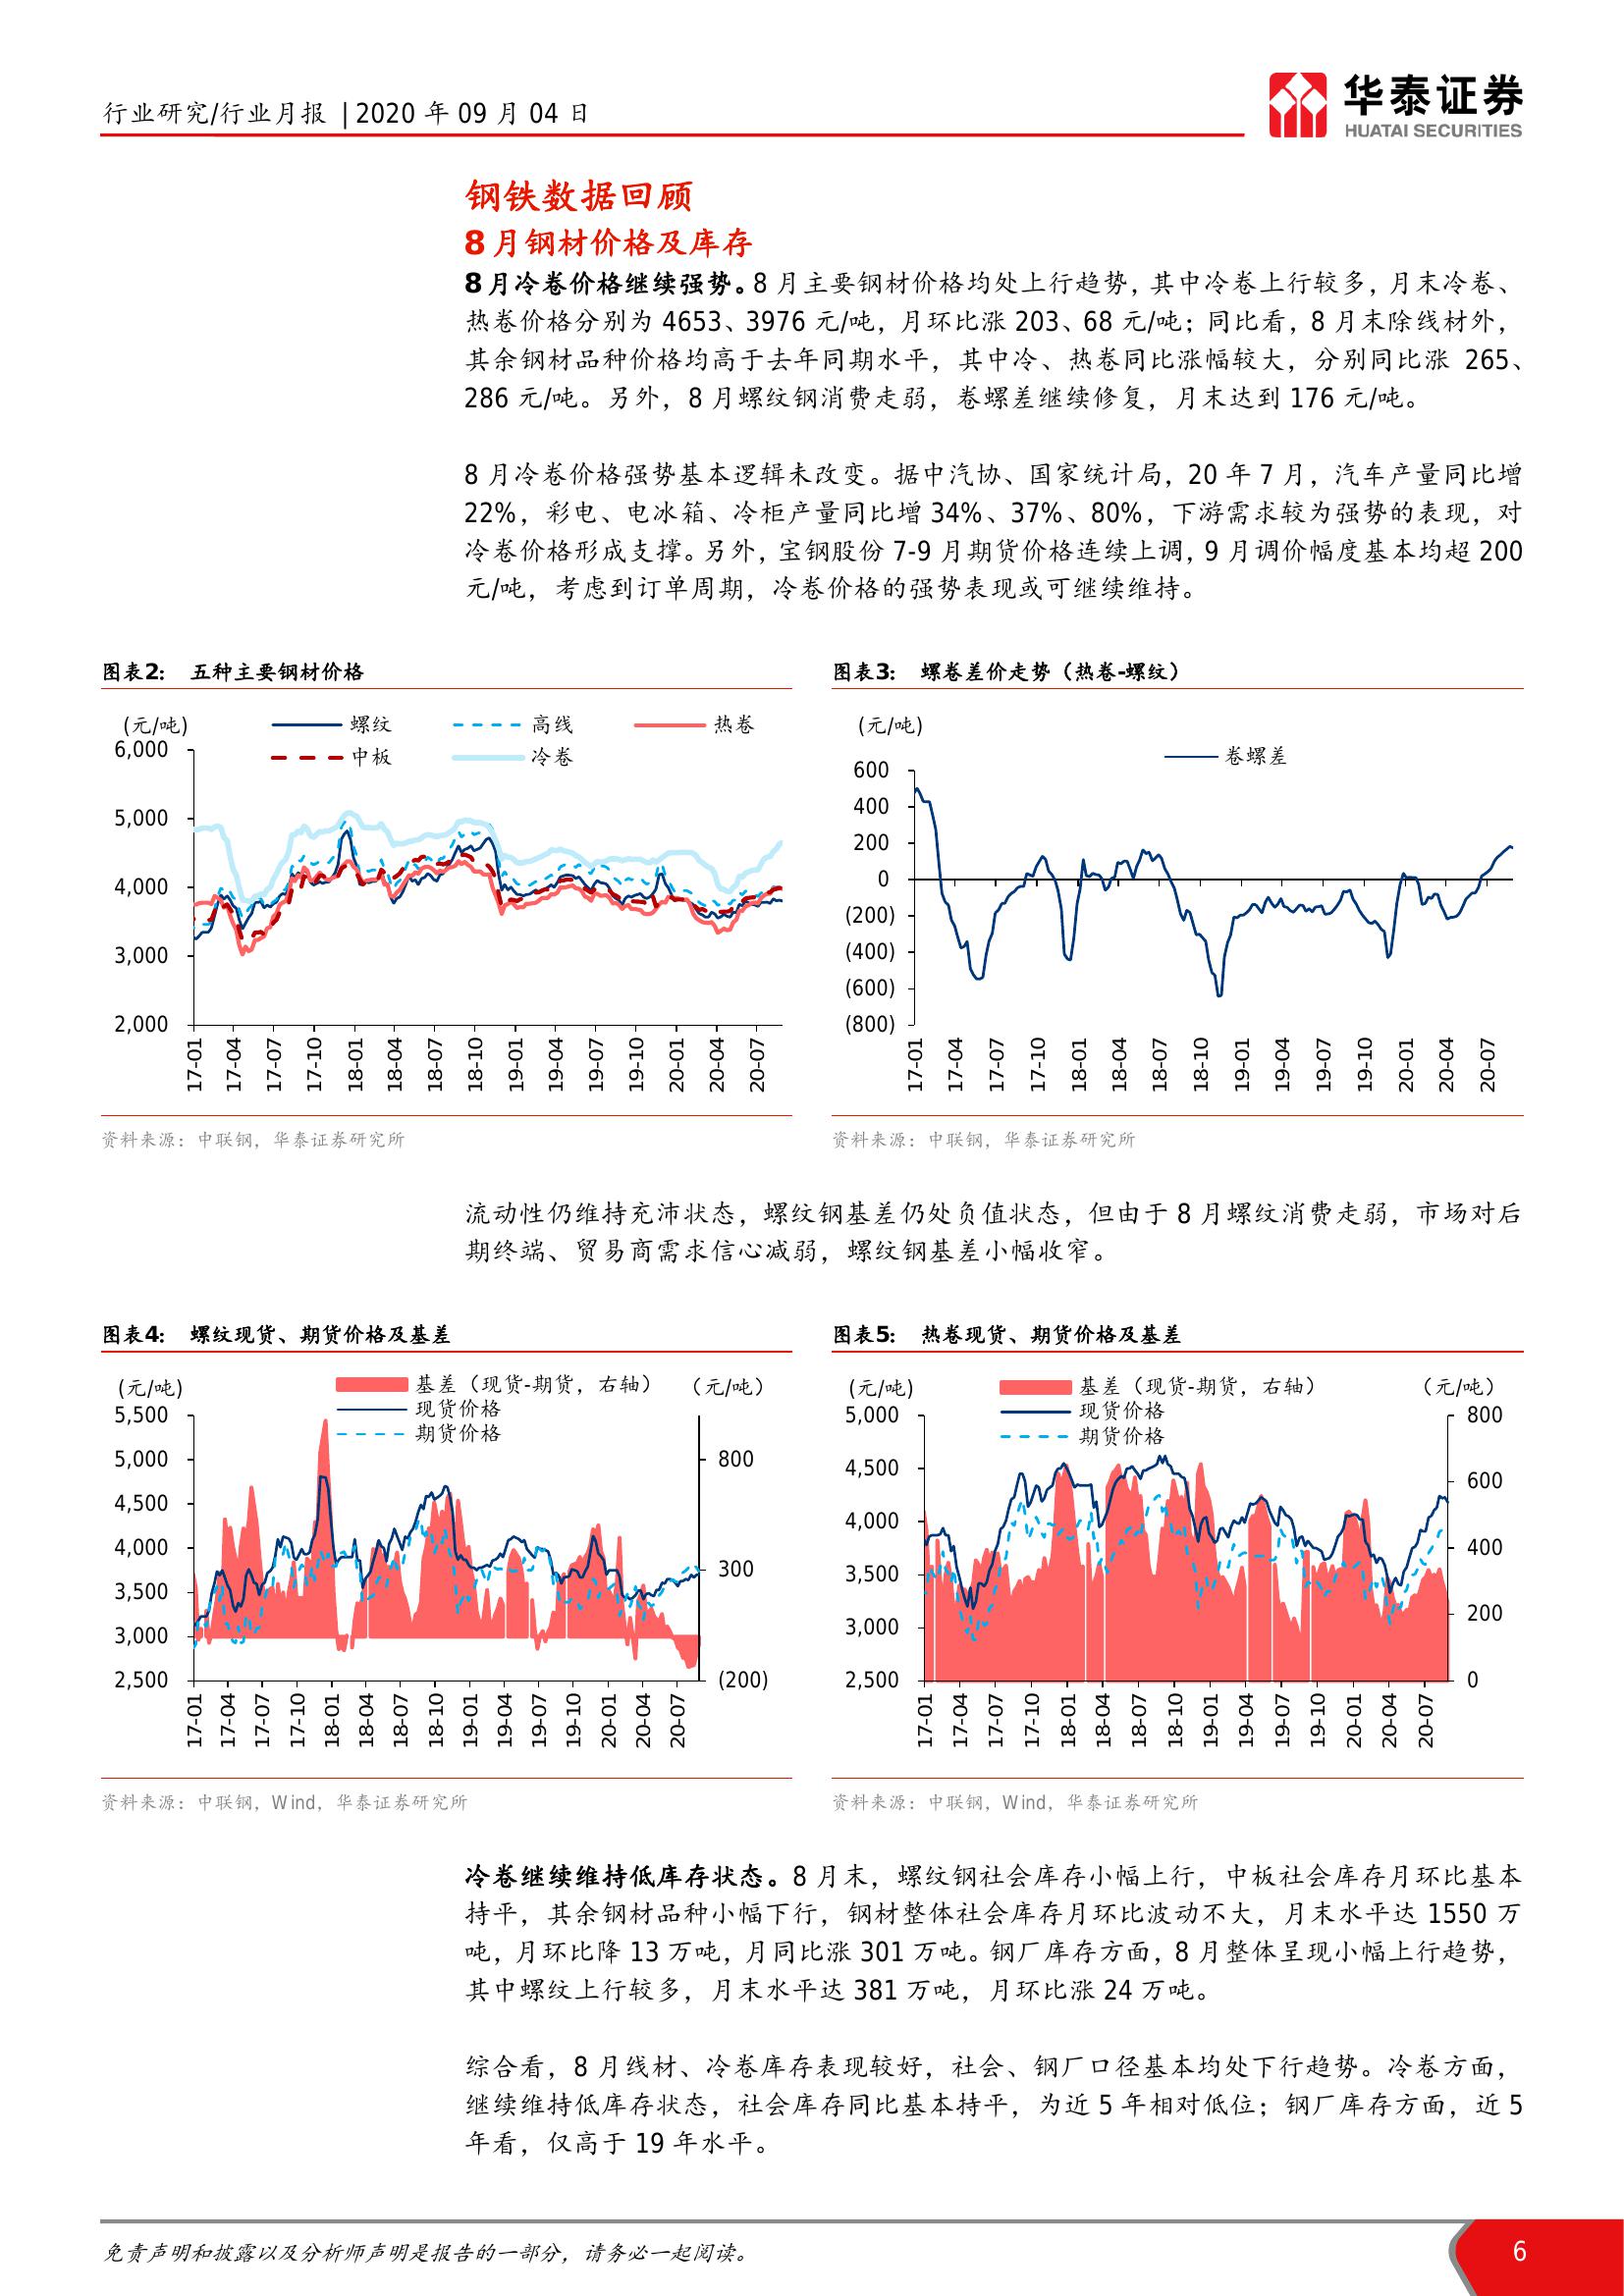 行业研究/行业月报 | 2020 年 09 月 04 日
华泰证券
HUATAI SECURITIES
钢铁数据回顾
8 月钢材价格及库存
8 月冷卷价格继续强势。8 月主要钢材价格均处上行趋势，其中冷卷上行较多，月末冷卷、
热卷价格分别为 4653、3976 元/吨，月环比涨 203、68 元/吨；同比看，8 月末除线材外，
其余钢材品种价格均高于去年同期水平，其中冷、热卷同比涨幅较大，分别同比涨 265、
286 元/吨。另外，8 月螺纹钢消费走弱，卷螺差继续修复，月末达到 176 元/吨。
8 月冷卷价格强势基本逻辑未改变。据中汽协、国家统计局，20 年 7 月，汽车产量同比增
22%，彩电、电冰箱、冷柜产量同比增 34%、37%、80%，下游需求较为强势的表现，对
冷卷价格形成支撑。另外，宝钢股份 7-9 月期货价格连续上调，9 月调价幅度基本均超 200
元/吨，考虑到订单周期，冷卷价格的强势表现或可继续维持。
图表2： 五种主要钢材价格
(元/吨)
螺纹 高线 热卷
中板 冷卷
6,000
5,000
4,000
3,000
2,000
17-01 17-04 17-07 17-10 18-01 18-04 18-07 18-10 19-01 19-04 19-07 19-10 20-01 20-04 20-07
资料来源：中联钢，华泰证券研究所
图表3： 螺卷差价走势（热卷-螺纹）
(元/吨)
卷螺差
600
400
200
0
(200)
(400)
(600)
(800)
17-01 17-04 17-07 17-10 18-01 18-04 18-07 18-10 19-01 19-04 19-07 19-10 20-01 20-04 20-07
资料来源：中联钢，华泰证券研究所
流动性仍维持充沛状态，螺纹钢基差仍处负值状态，但由于 8 月螺纹消费走弱，市场对后
期终端、贸易商需求信心减弱，螺纹钢基差小幅收窄。
图表4： 螺纹现货、期货价格及基差
(元/吨)
基差（现货-期货，右轴）
（元/吨）
现货价格
期货价格
5,500
5,000
4,500
4,000
3,500
3,000
2,500
800
300
(200)
17-01 17-04 17-07 17-10 18-01 18-04 18-07 18-10 19-01 19-04 19-07 19-10 20-01 20-04 20-07
资料来源：中联钢，Wind，华泰证券研究所
图表5： 热卷现货、期货价格及基差
(元/吨)
基差（现货-期货，右轴）
（元/吨）
现货价格
期货价格
5,000
4,500
4,000
3,500
3,000
2,500
800
600
400
200
0
17-01 17-04 17-07 17-10 18-01 18-04 18-07 18-10 19-01 19-04 19-07 19-10 20-01 20-04 20-07
资料来源：中联钢，Wind，华泰证券研究所
冷卷继续维持低库存状态。8 月末，螺纹钢社会库存小幅上行，中板社会库存月环比基本
持平，其余钢材品种小幅下行，钢材整体社会库存月环比波动不大，月末水平达 1550 万
吨，月环比降 13 万吨，月同比涨 301 万吨。钢厂库存方面，8 月整体呈现小幅上行趋势，
其中螺纹上行较多，月末水平达 381 万吨，月环比涨 24 万吨。
综合看，8 月线材、冷卷库存表现较好，社会、钢厂口径基本均处下行趋势。冷卷方面，
继续维持低库存状态，社会库存同比基本持平，为近 5 年相对低位；钢厂库存方面，近 5
年看，仅高于 19 年水平。
免责声明和披露以及分析师声明是报告的一部分，请务必一起阅读。
6